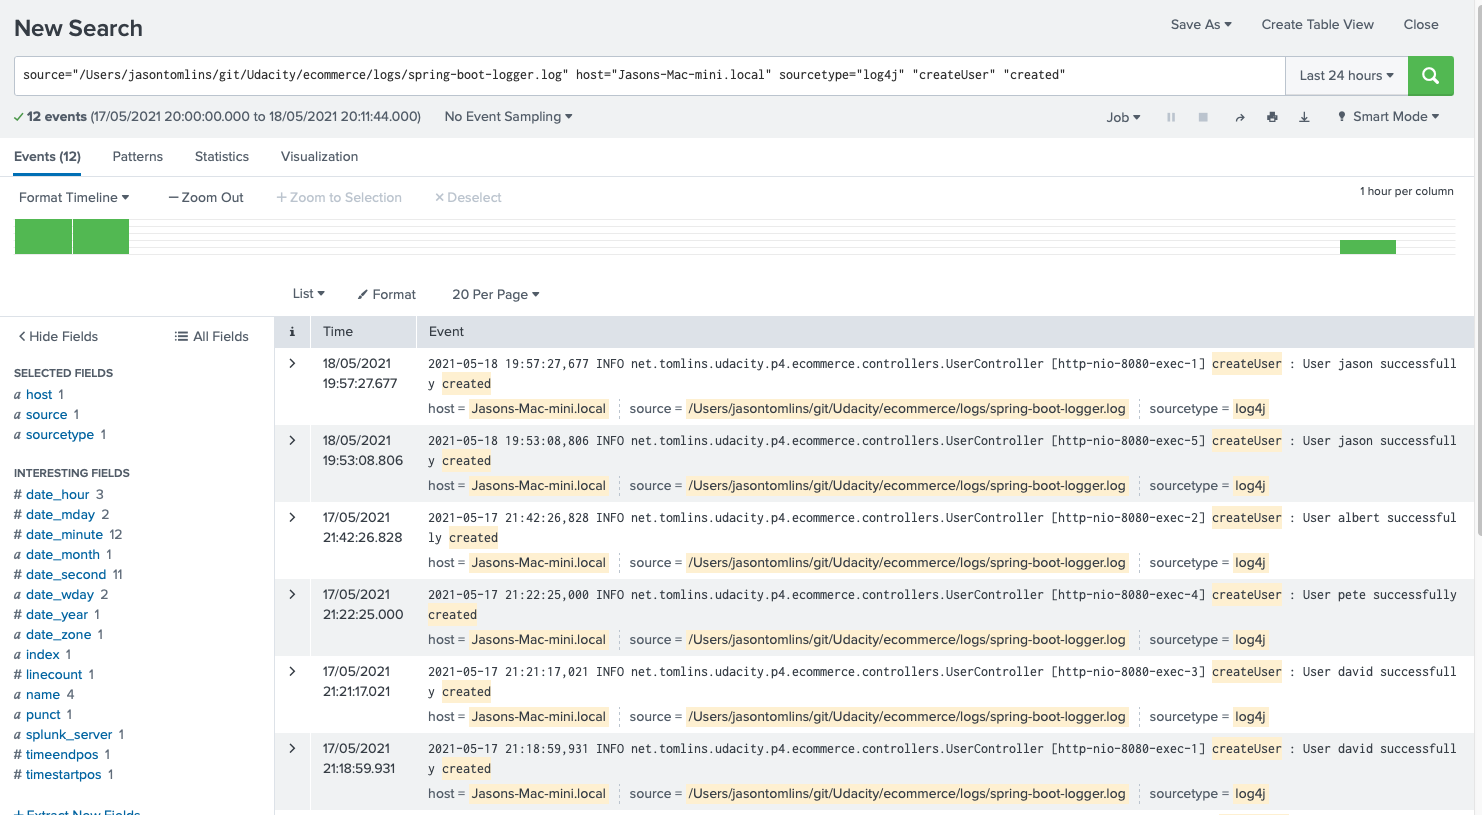 New Search
Save As
Create Table View
Close
source="/Users/jasontomlins/git/Udacity/ecommerce/logs/spring-boot-logger.log" host="Jasons-Mac-mini.local" sourcetype="log4j" "createUser" "created"
Last 24 hours
12 events (17/05/2021 20:00:00.000 to 18/05/2021 20:11:44.000)
No Event Sampling
Job
Smart Mode
Events (12)
Patterns
Statistics
Visualization
Format Timeline
— Zoom Out
+ Zoom to Selection
× Deselect
1 hour per column
List
Format
20 Per Page
< Hide Fields
All Fields
SELECTED FIELDS
a host 1
a source 1
a sourcetype 1
INTERESTING FIELDS
# date_hour 3
# date_mday 2
# date_minute 12
a date_month 1
# date_second 11
a date_wday 2
# date_year 1
a date_zone 1
a index 1
# linecount 1
a name 4
a punct 1
a splunk_server 1
# timeendpos 1
# timestartpos 1
+ Extract New Fields
i
Time
Event
18/05/2021
19:57:27.677
2021-05-18 19:57:27,677 INFO net.tomlins.udacity.p4.ecommerce.controllers.UserController [http-nio-8080-exec-1] createUser : User jason successfull
y created
host = Jasons-Mac-mini.local source = /Users/jasontomlins/git/Udacity/ecommerce/logs/spring-boot-logger.log sourcetype = log4j
18/05/2021
19:53:08.806
2021-05-18 19:53:08,806 INFO net.tomlins.udacity.p4.ecommerce.controllers.UserController [http-nio-8080-exec-5] createUser : User jason successfull
y created
host = Jasons-Mac-mini.local source = /Users/jasontomlins/git/Udacity/ecommerce/logs/spring-boot-logger.log sourcetype = log4j
17/05/2021
21:42:26.828
2021-05-17 21:42:26,828 INFO net.tomlins.udacity.p4.ecommerce.controllers.UserController [http-nio-8080-exec-2] createUser : User albert successful
ly created
host = Jasons-Mac-mini.local source = /Users/jasontomlins/git/Udacity/ecommerce/logs/spring-boot-logger.log sourcetype = log4j
17/05/2021
21:22:25.000
2021-05-17 21:22:25,000 INFO net.tomlins.udacity.p4.ecommerce.controllers.UserController [http-nio-8080-exec-4] createUser : User pete successfully
created
host = Jasons-Mac-mini.local source = /Users/jasontomlins/git/Udacity/ecommerce/logs/spring-boot-logger.log sourcetype = log4j
17/05/2021
21:21:17.021
2021-05-17 21:21:17,021 INFO net.tomlins.udacity.p4.ecommerce.controllers.UserController [http-nio-8080-exec-3] createUser : User david successfull
y created
host = Jasons-Mac-mini.local source = /Users/jasontomlins/git/Udacity/ecommerce/logs/spring-boot-logger.log sourcetype = log4j
17/05/2021
21:18:59.931
2021-05-17 21:18:59,931 INFO net.tomlins.udacity.p4.ecommerce.controllers.UserController [http-nio-8080-exec-1] createUser : User david successfull
y created
host = Jasons-Mac-mini.local source = /Users/jasontomlins/git/Udacity/ecommerce/logs/spring-boot-logger.log sourcetype = log4j